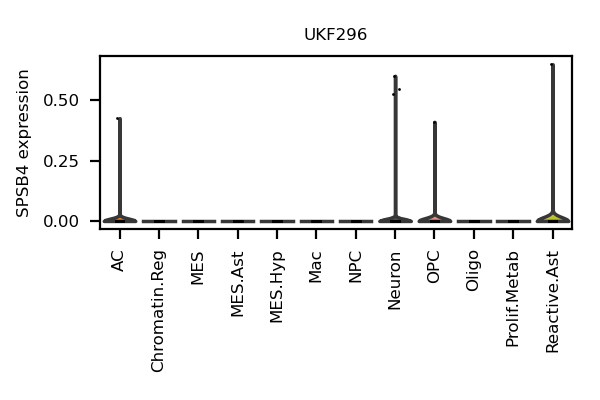 UKF296
SPSB4 expression
0.50
0.25
0.00
AC
Chromatin.Reg
MES
MES.Ast
MES.Hyp
Mac
NPC
Neuron
OPC
Oligo
Prolif.Metab
Reactive.Ast